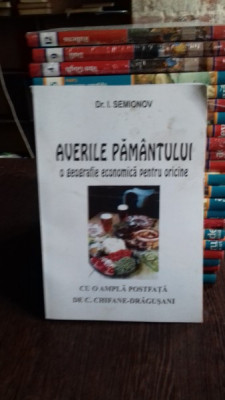 Dr. I. SEMIONOV
AVERILE PĂMÂNTULUI
o geografie economică pentru oricine
CU O AMPLĂ POSTFAȚĂ
DE C. CHIFANE-DRĂGUȘANI